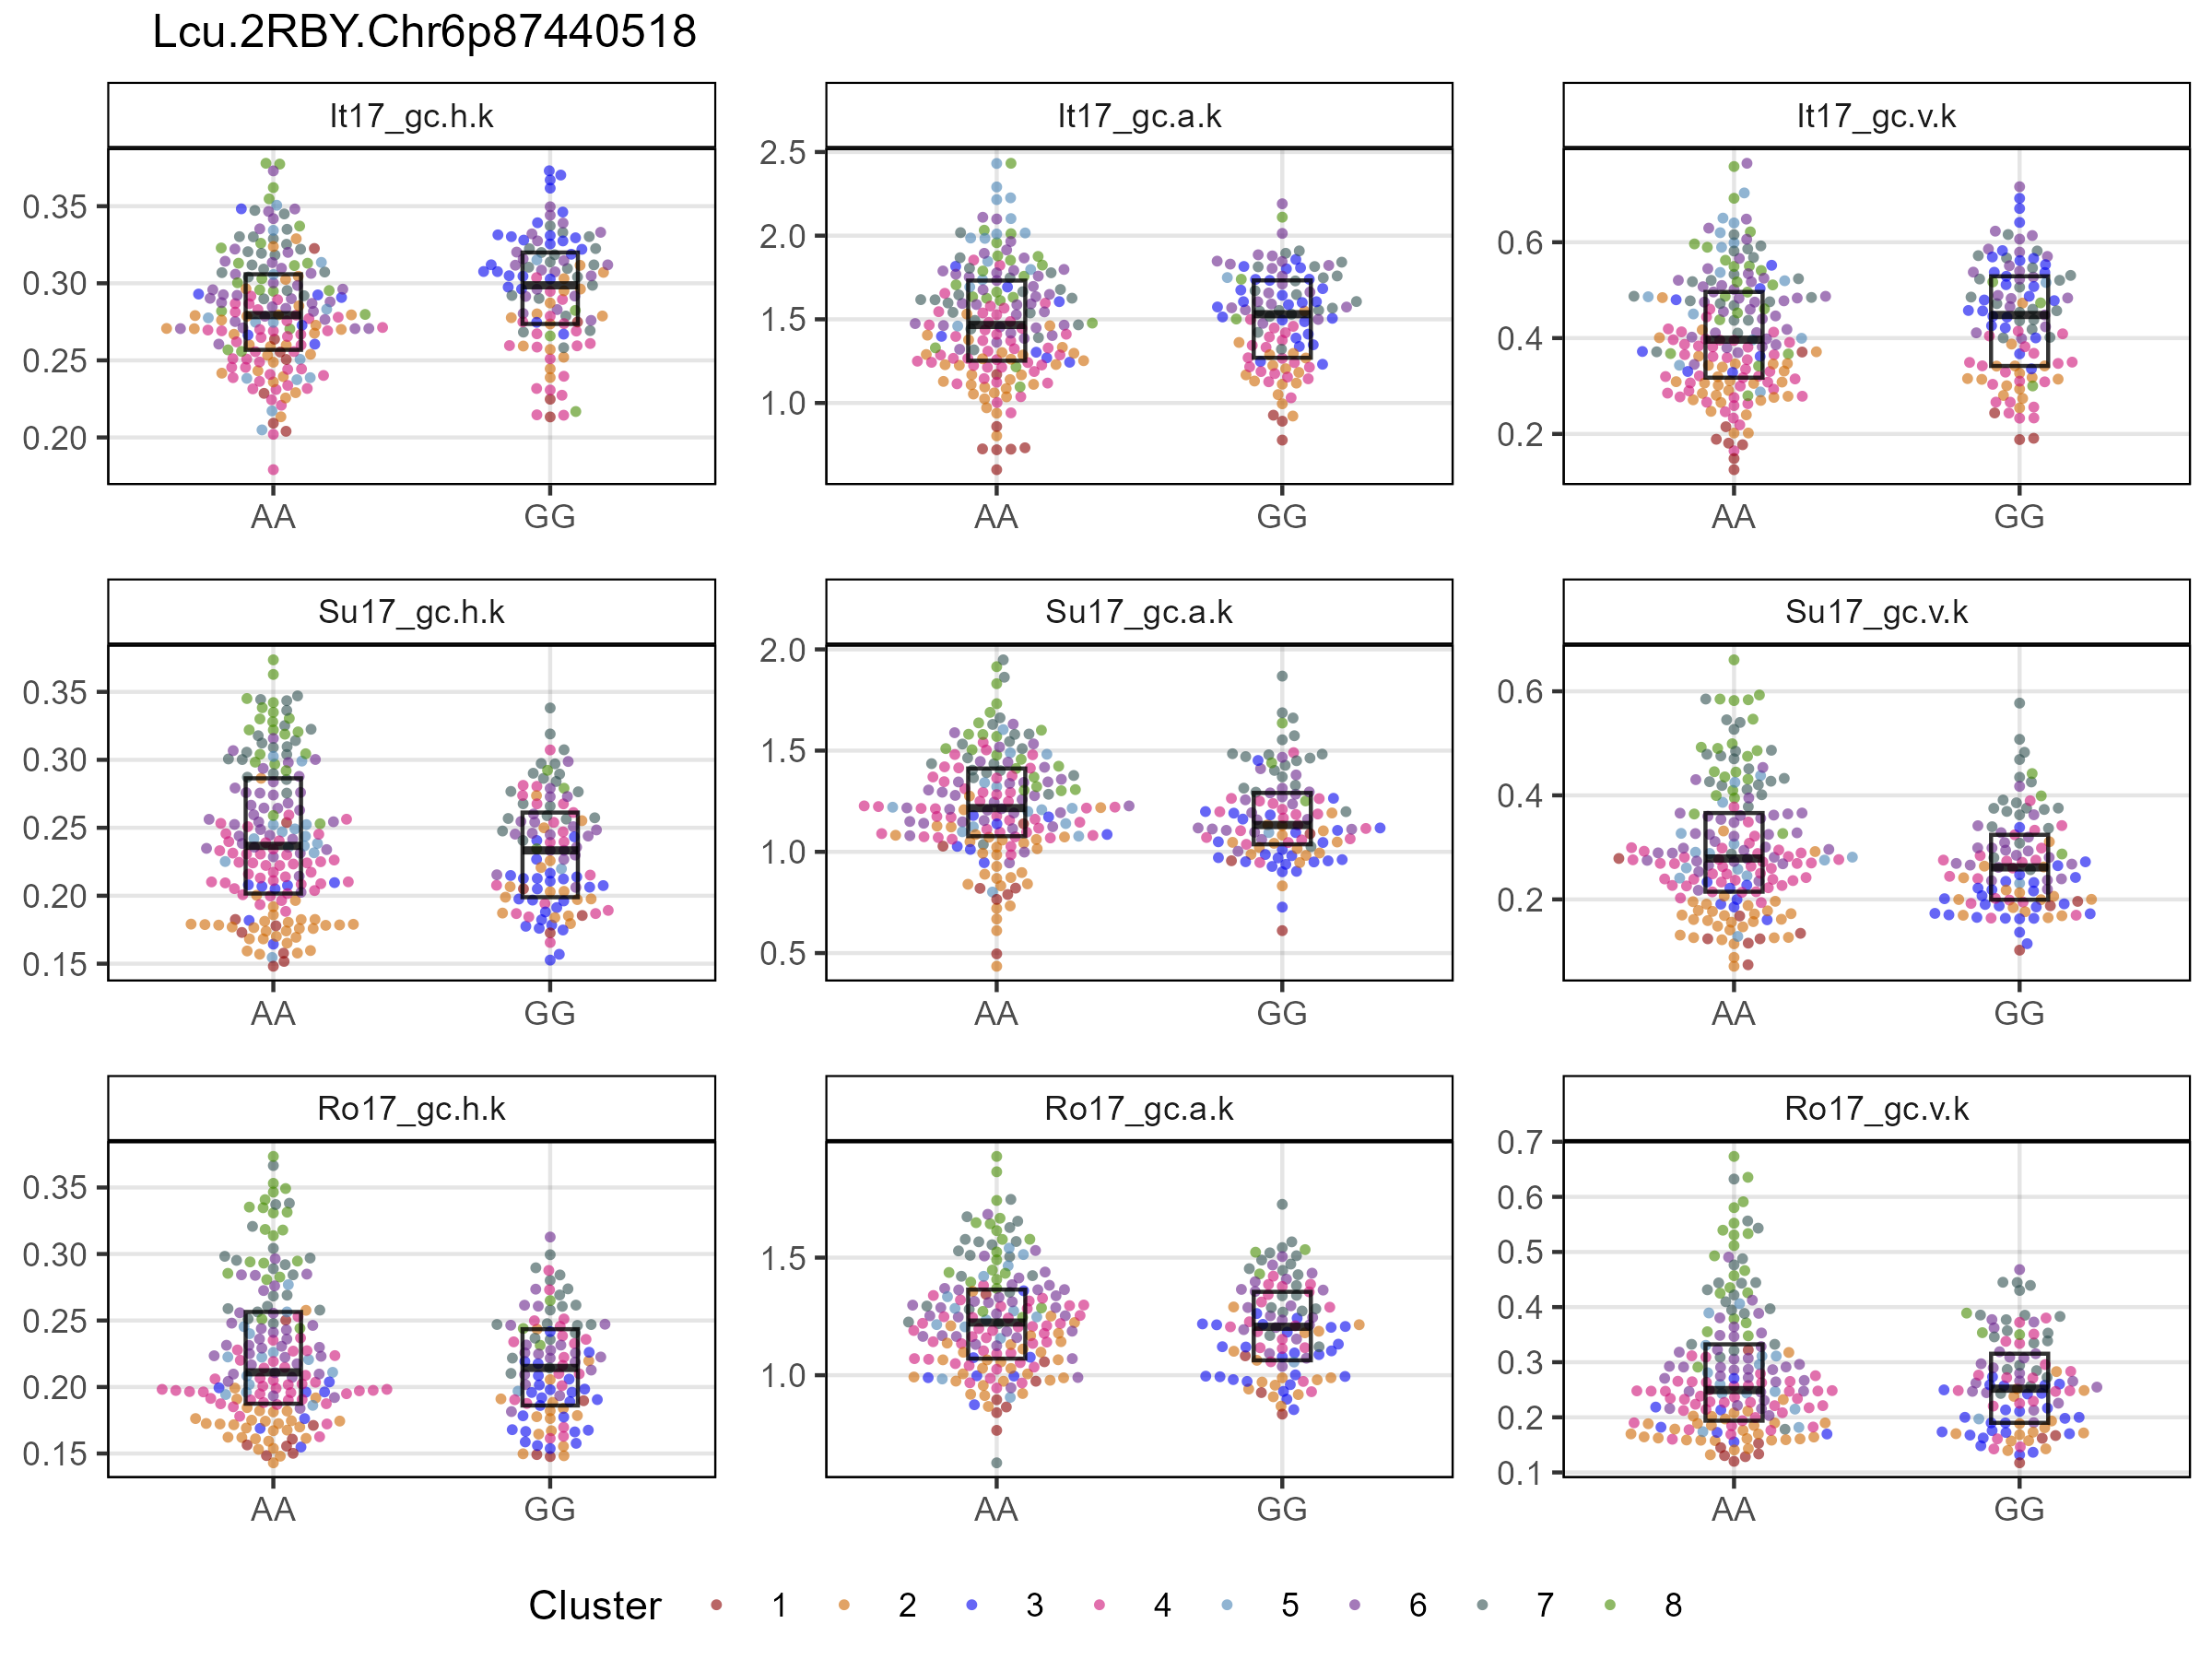 Lcu.2RBY.Chr6p87440518
It17_gc.h.k
It17_gc.a.k
It17_gc.v.k
0.35
0.30
0.25
0.20
2.5
2.0
1.5
1.0
0.6
0.4
0.2
AA
GG
AA
GG
AA
GG
Su17_gc.h.k
Su17_gc.a.k
Su17_gc.v.k
0.35
0.30
0.25
0.20
0.15
2.0
1.5
1.0
0.5
0.6
0.4
0.2
AA
GG
AA
GG
AA
GG
Ro17_gc.h.k
Ro17_gc.a.k
Ro17_gc.v.k
0.35
0.30
0.25
0.20
0.15
1.5
1.0
0.7
0.6
0.5
0.4
0.3
0.2
0.1
AA
GG
AA
GG
AA
GG
Cluster 1 2 3 4 5 6 7 8